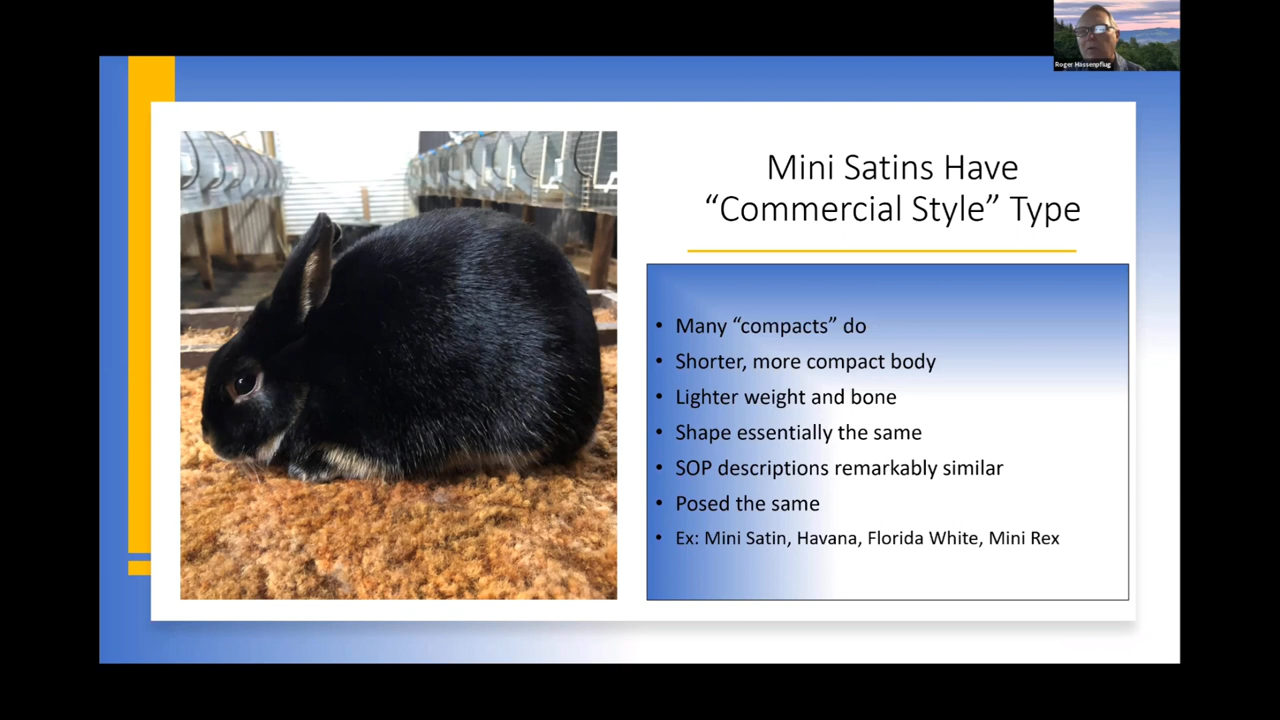 Roger Hassenpflug
Mini Satins Have
“Commercial Style” Type
• Many “compacts” do
• Shorter, more compact body
• Lighter weight and bone
• Shape essentially the same
• SOP descriptions remarkably similar
• Posed the same
• Ex: Mini Satin, Havana, Florida White, Mini Rex